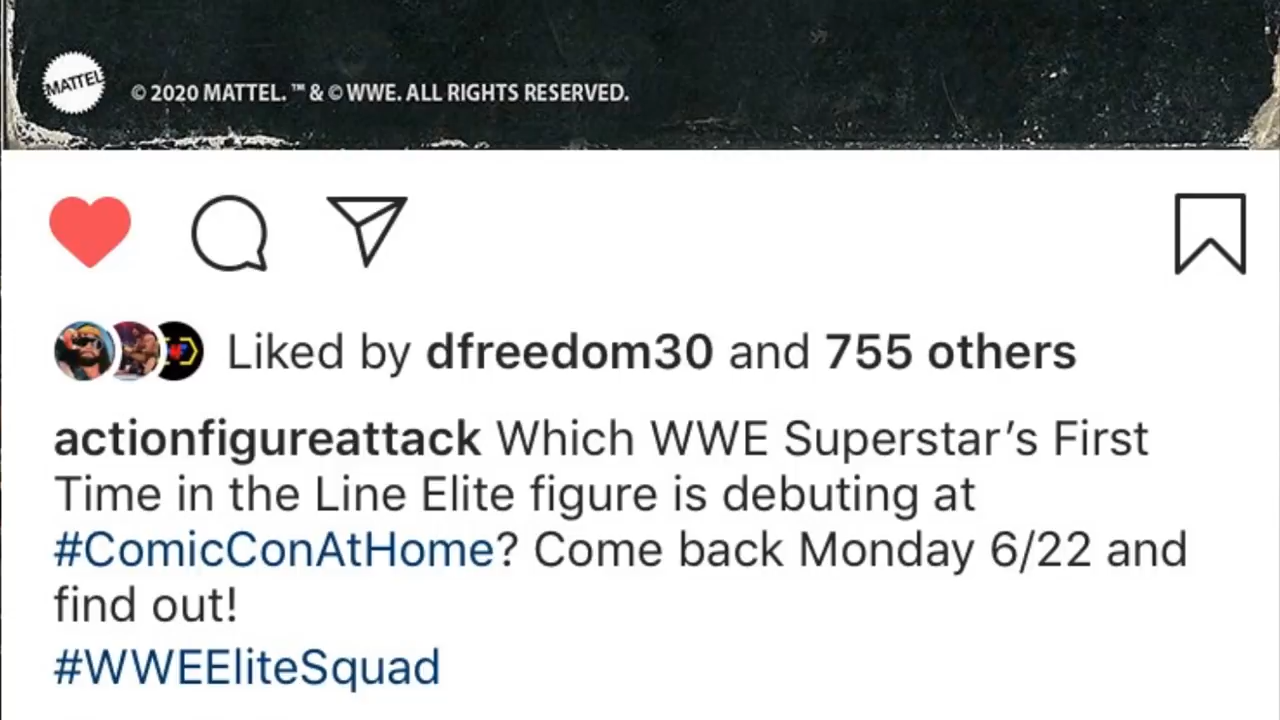 MATTEL
© 2020 MATTEL. ™ & © WWE. ALL RIGHTS RESERVED.
Liked by dfreedom30 and 755 others
actionfigureattack Which WWE Superstar’s First
Time in the Line Elite figure is debuting at
#ComicConAtHome? Come back Monday 6/22 and
find out!
#WWEEliteSquad